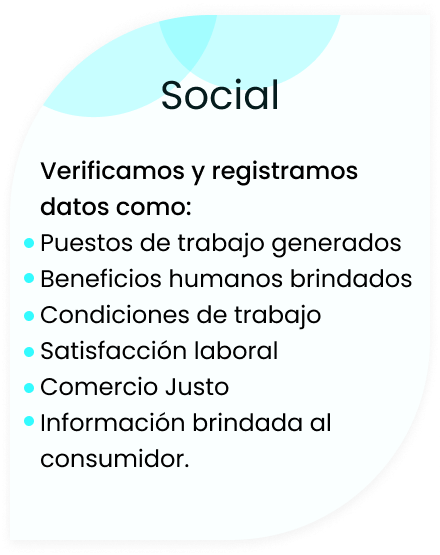 Social
Verificamos y registramos
datos como:
Puestos de trabajo generados
Beneficios humanos brindados
Condiciones de trabajo
Satisfacción laboral
Comercio Justo
Información brindada al
consumidor.